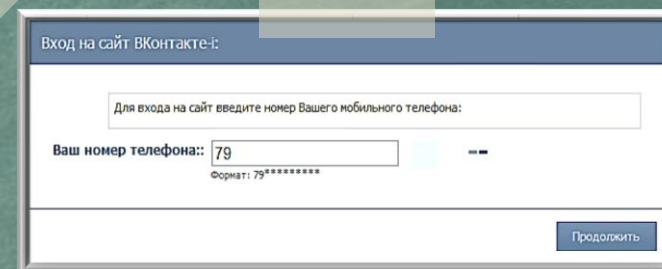 Вход на сайт ВКонтакте-i:
Для входа на сайт введите номер Вашего мобильного телефона:
Ваш номер телефона:: 79
Формат: 79*********
Продолжить